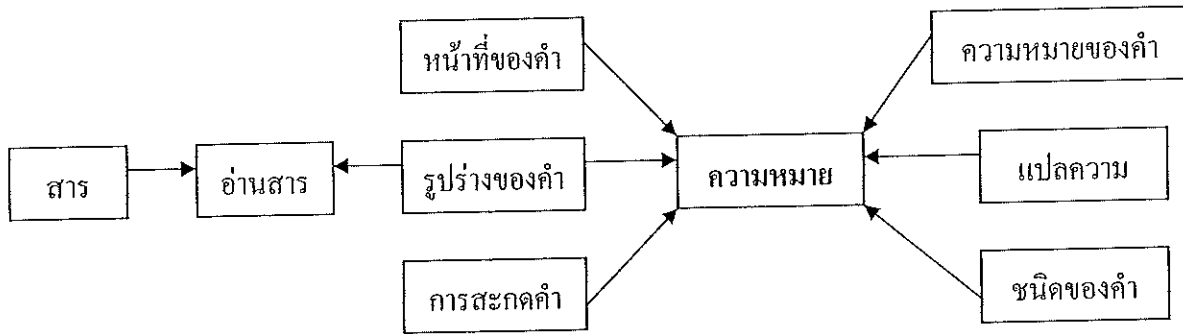 หน้าที่ของคำ
ความหมายของคำ
สาร
อ่านสาร
รูปร่างของคำ
ความหมาย
แปลความ
การสะกดคำ
ชนิดของคำ